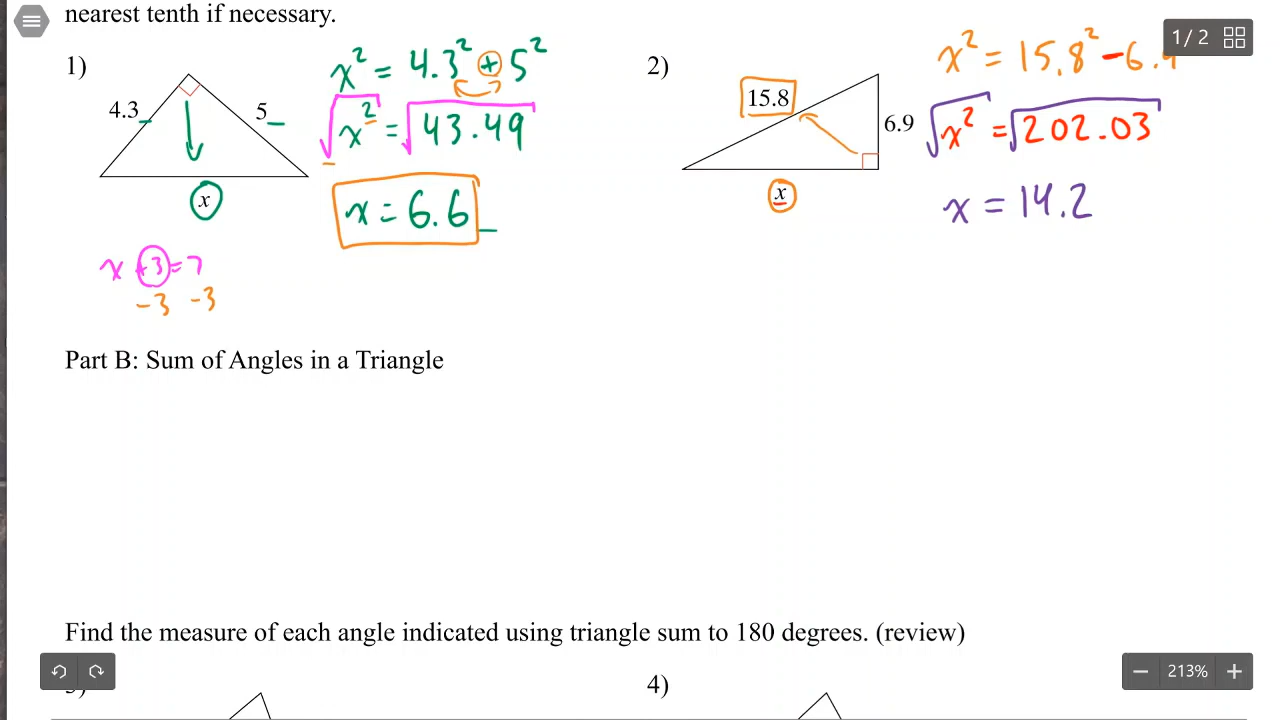 nearest tenth if necessary.
1)
4.3
5
x
x² = 4.3² + 5²
√x² = √43.49
x = 6.6
x + 3 = 7
-3 -3
2)
15.8
6.9
x
x² = 15.8² - 6.9
√x² = √202.03
x = 14.2
1/2
Part B: Sum of Angles in a Triangle
Find the measure of each angle indicated using triangle sum to 180 degrees. (review)
4)
213%